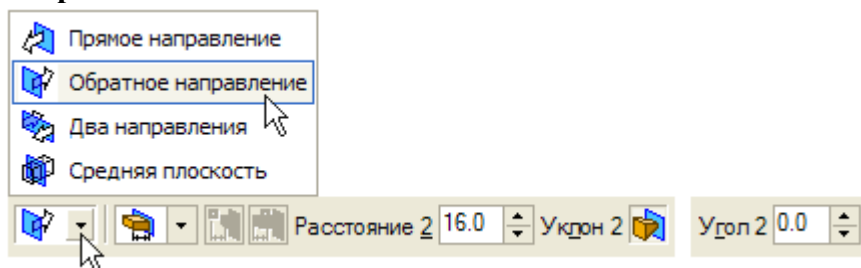 Прямое направление
Обратное направление
Два направления
Средняя плоскость
Расстояние 2 16.0 Уклон 2 Угол 2 0.0